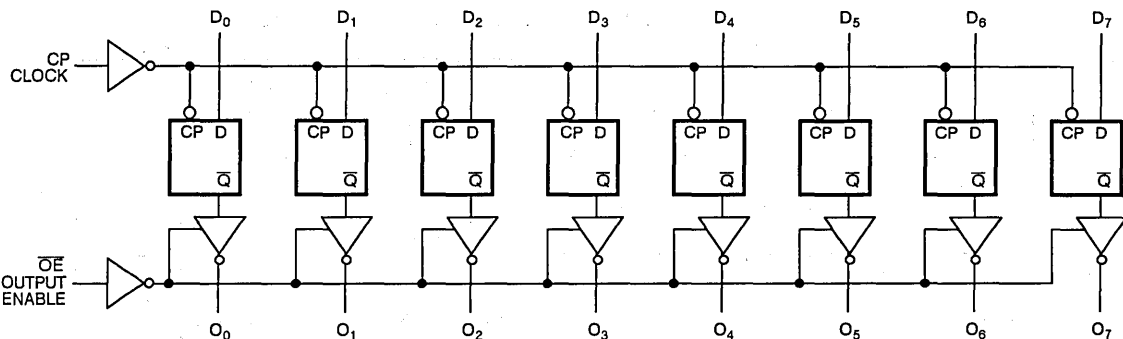 D0 D1 D2 D3 D4 D5 D6 D7
CP
CLOCK
CP D CP D CP D CP D CP D CP D CP D CP D
Q̅ Q̅ Q̅ Q̅ Q̅ Q̅ Q̅ Q̅
O̅E̅
OUTPUT
ENABLE
O0 O1 O2 O3 O4 O5 O6 O7